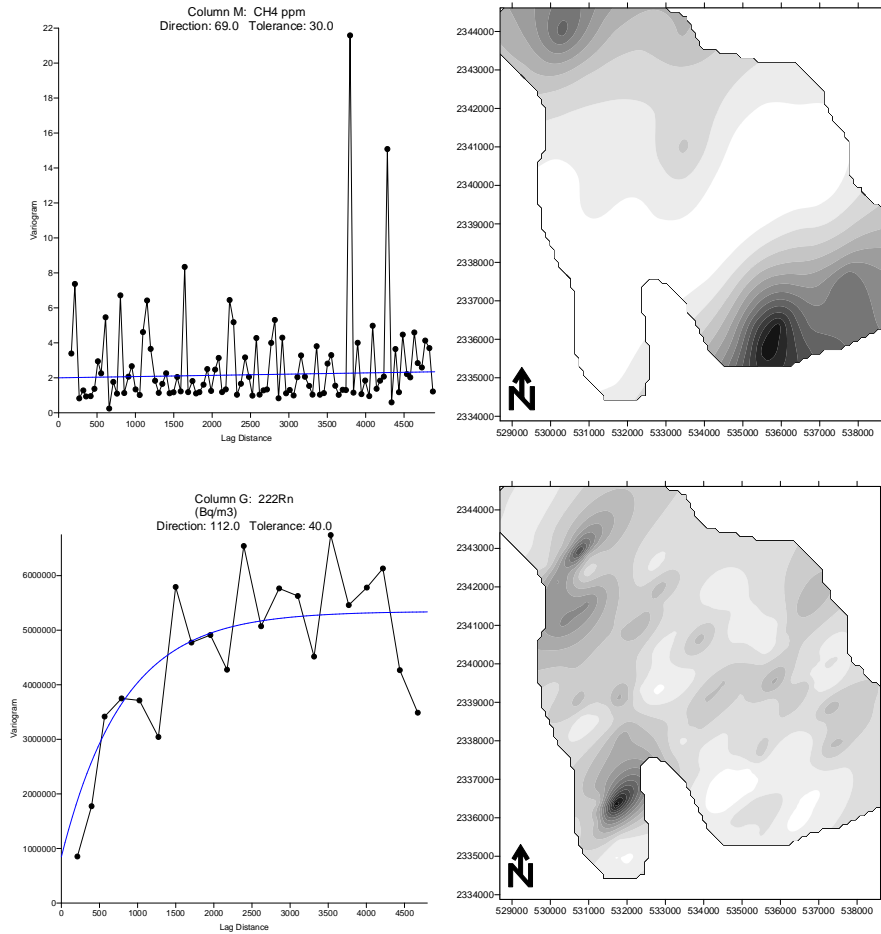 Column M: CH4 ppm
Direction: 69.0 Tolerance: 30.0
22
20
18
16
14
12
10
8
6
4
2
0
Variogram
0 500 1000 1500 2000 2500 3000 3500 4000 4500
Lag Distance
2344000
2343000
2342000
2341000
2340000
2339000
2338000
2337000
2336000
2335000
2334000
N
529000 530000 531000 532000 533000 534000 535000 536000 537000 538000
Column G: 222Rn
(Bq/m3)
Direction: 112.0 Tolerance: 40.0
6000000
5000000
4000000
3000000
2000000
1000000
0
Variogram
0 500 1000 1500 2000 2500 3000 3500 4000 4500
Lag Distance
2344000
2343000
2342000
2341000
2340000
2339000
2338000
2337000
2336000
2335000
2334000
N
529000 530000 531000 532000 533000 534000 535000 536000 537000 538000